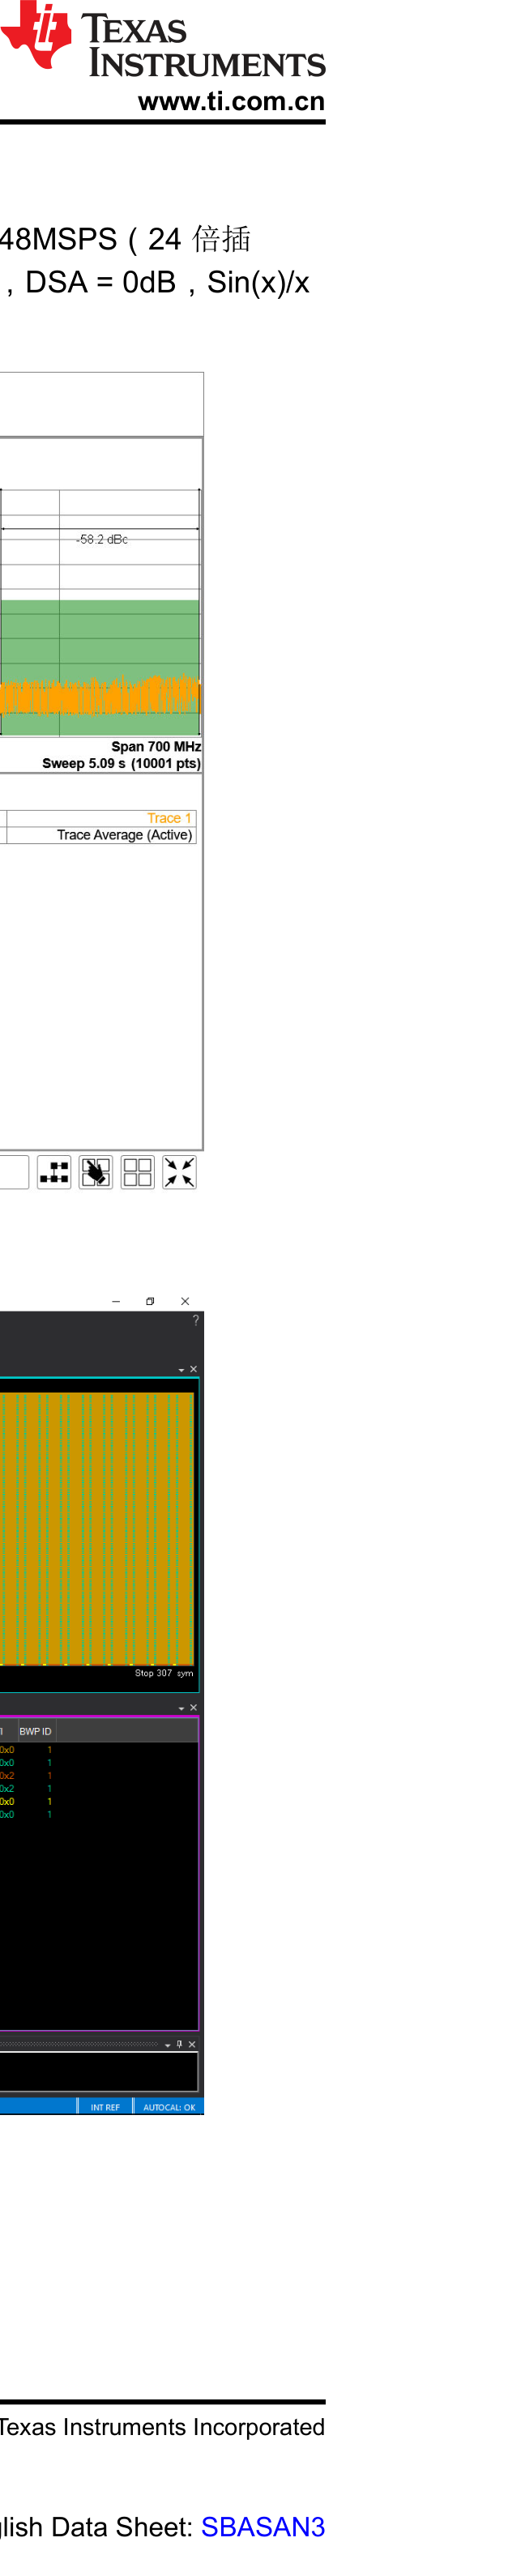 TEXAS
INSTRUMENTS
www.ti.com.cn
48MSPS（24 倍插
，DSA = 0dB，Sin(x)/x
-58.2 dBc
Span 700 MHz
Sweep 5.09 s (10001 pts)
Trace 1
Trace Average (Active)
?
Stop 307 sym
BWP ID
0x0 1
0x0 1
0x2 1
0x2 1
0x0 1
0x0 1
INT REF AUTOCAL: OK
Texas Instruments Incorporated
glish Data Sheet: SBASAN3